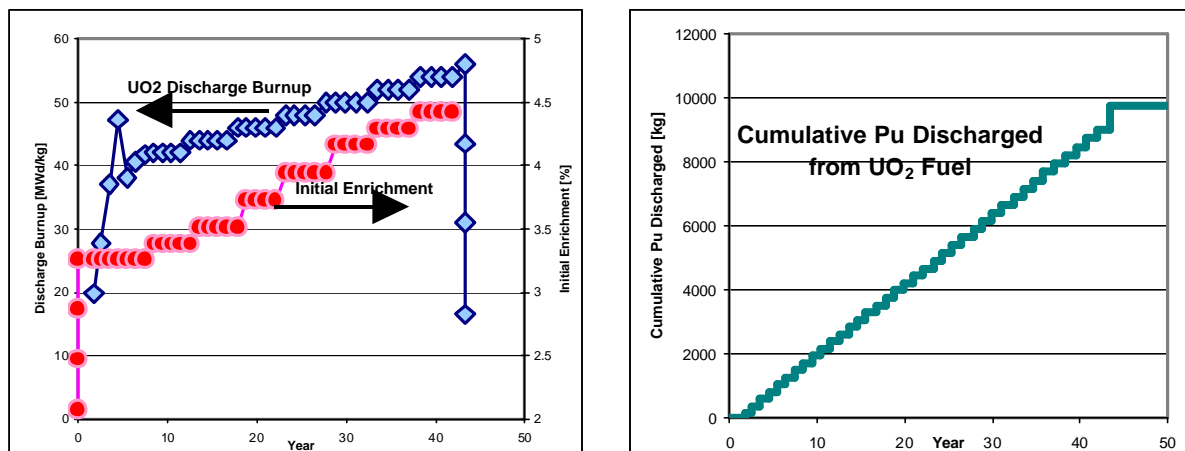 60
50
40
30
20
10
0
Discharge Burnup [MWd/kg]
UO2 Discharge Burnup
Initial Enrichment
5
4.5
4
3.5
3
2.5
2
Initial Enrichment [%]
0 10 20 30 40 50
Year
12000
10000
8000
6000
4000
2000
0
Cumulative Pu Discharged [kg]
Cumulative Pu Discharged
from UO₂ Fuel
0 10 20 30 40 50
Year